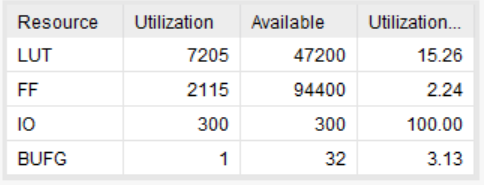 Resource Utilization Available Utilization...
LUT 7205 47200 15.26
FF 2115 94400 2.24
IO 300 300 100.00
BUFG 1 32 3.13